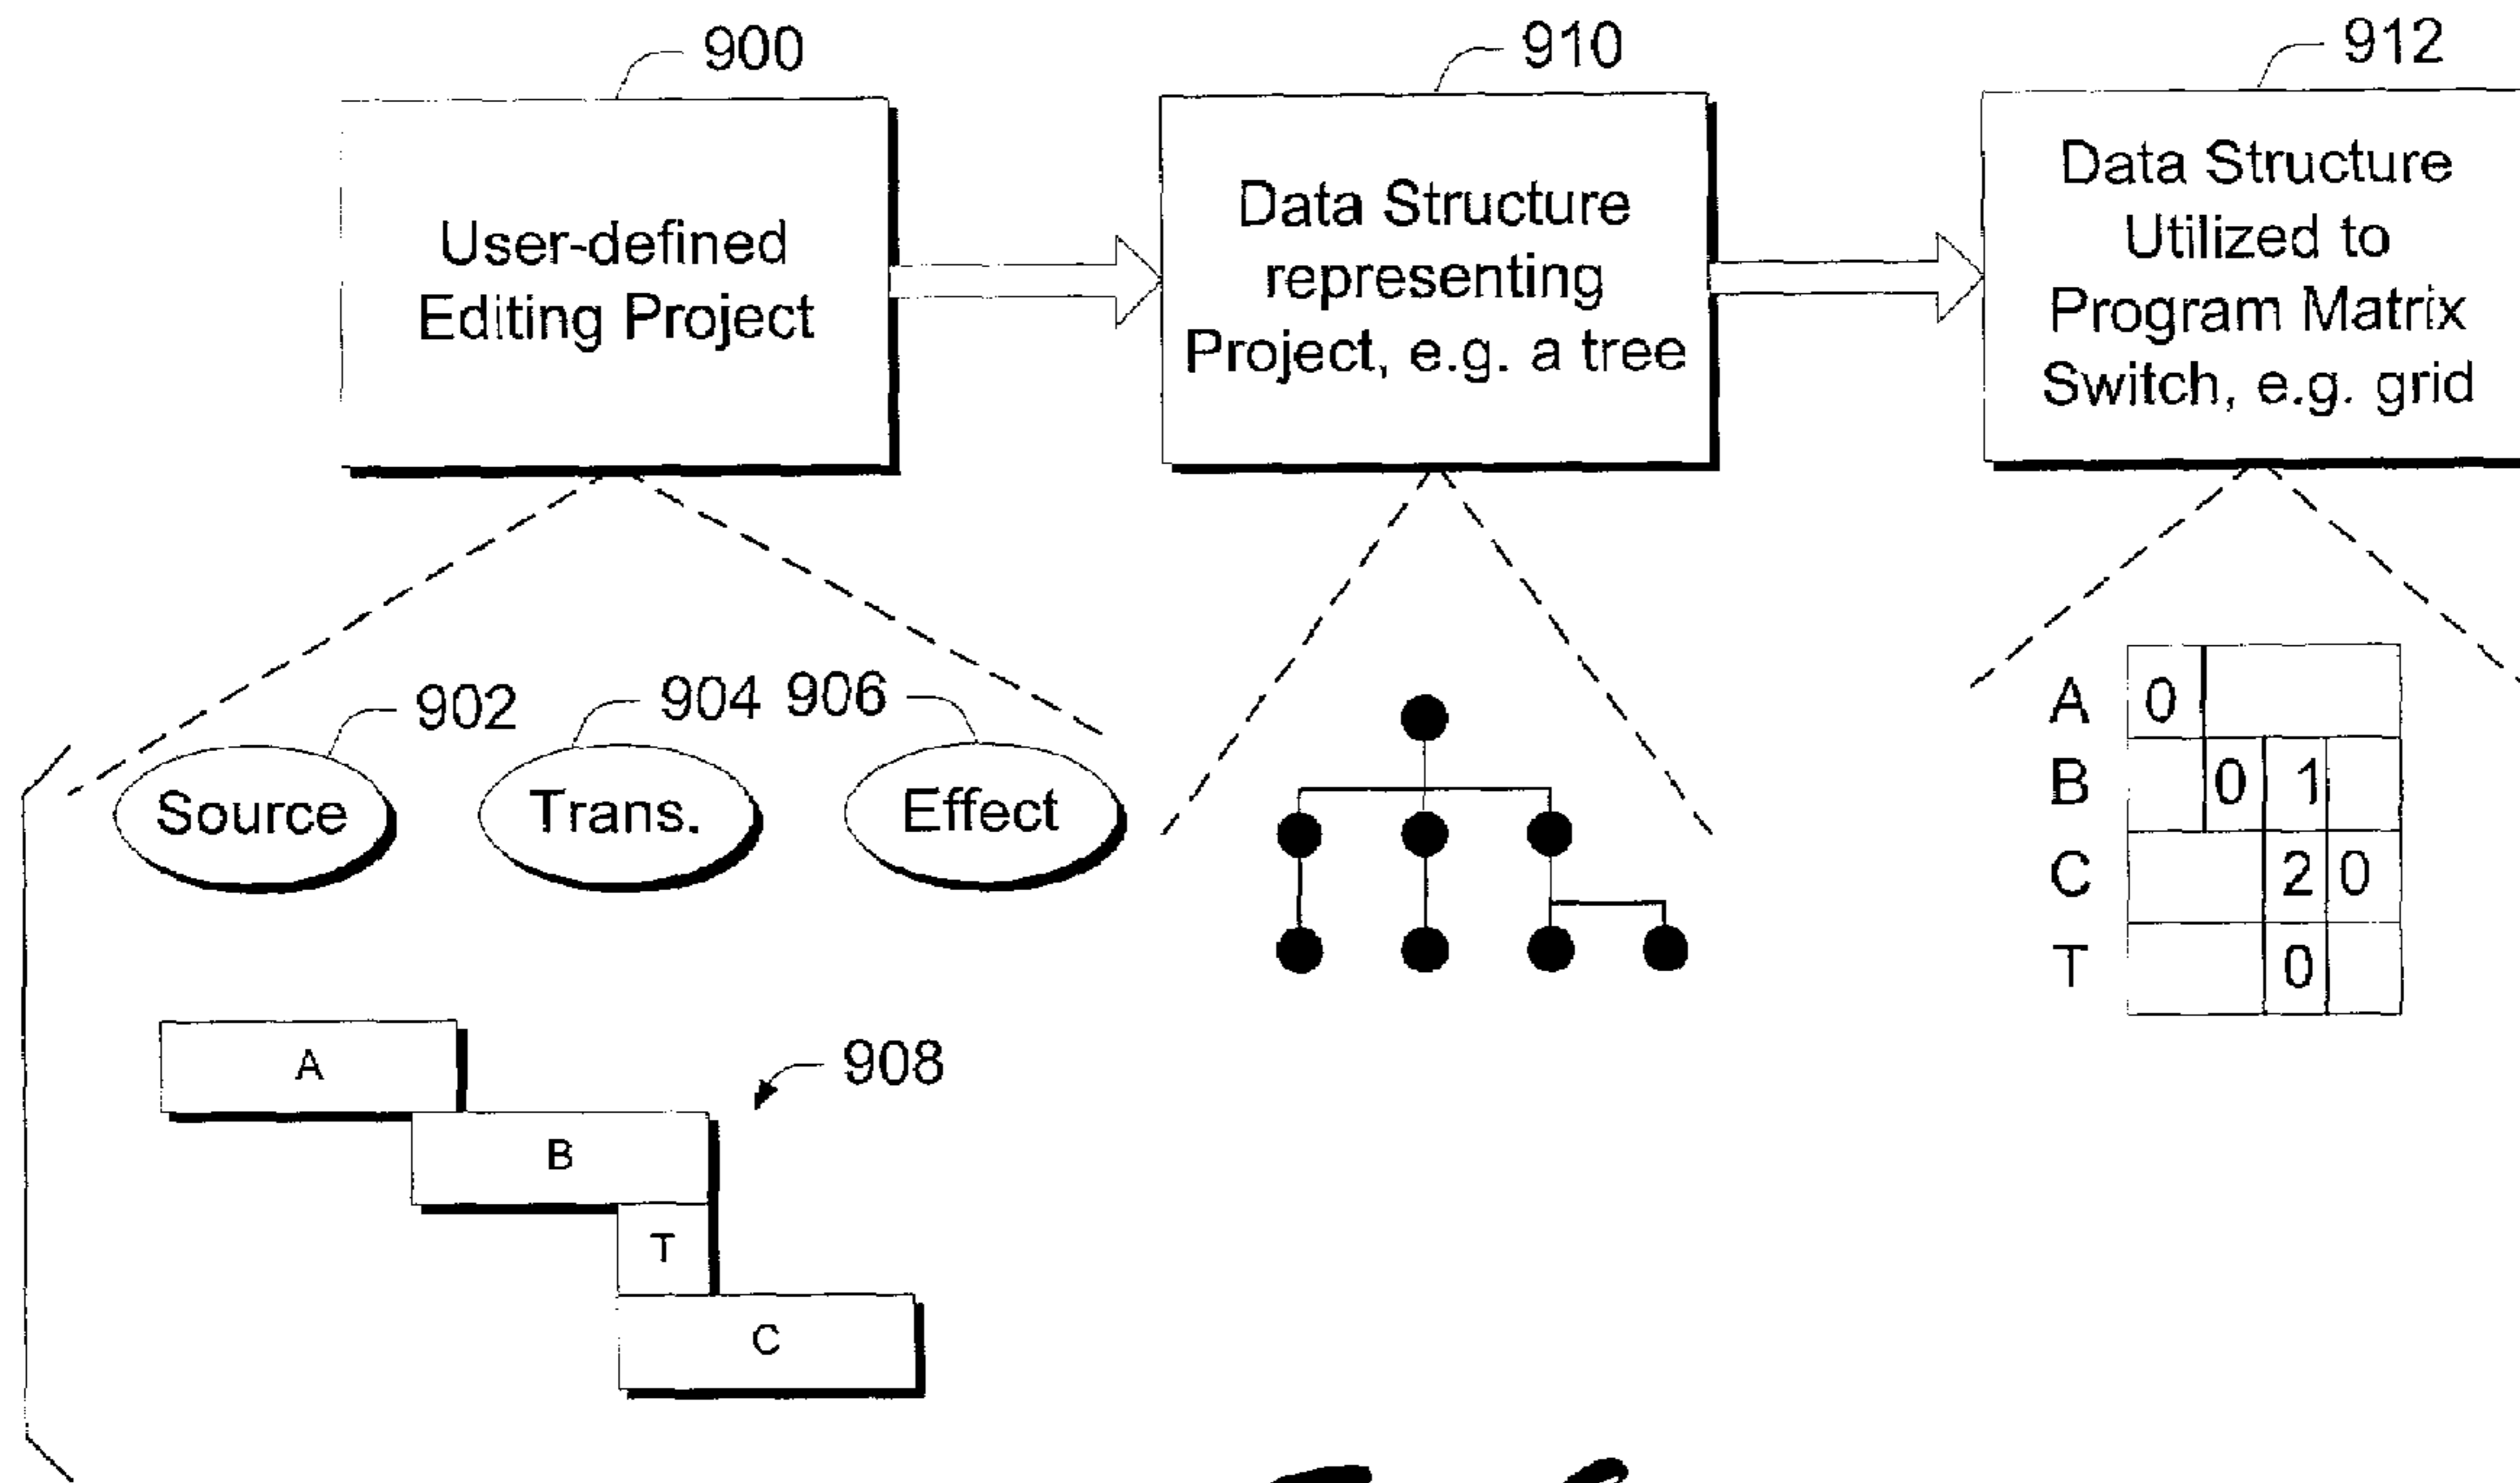 900
910
912
User-defined
Editing Project
Data Structure
representing
Project, e.g. a tree
Data Structure
Utilized to
Program Matrix
Switch, e.g. grid
902
904
906
Source
Trans.
Effect
A 0
B 0 1
C 2 0
T 0
908
A
B
T
C